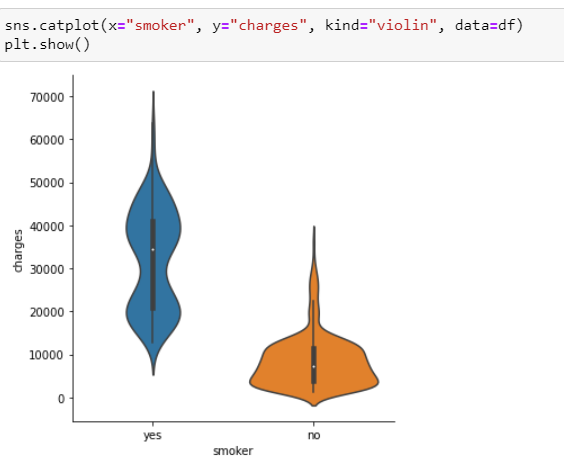 sns.catplot(x="smoker", y="charges", kind="violin", data=df)
plt.show()
70000
60000
50000
40000
30000
20000
10000
0
charges
yes no
smoker